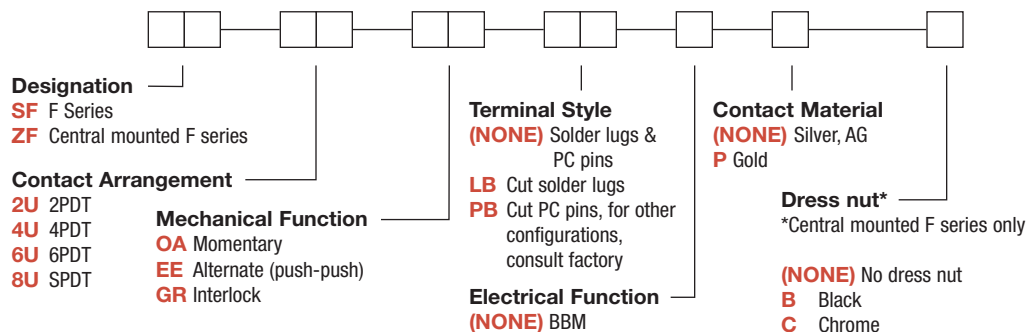 Designation
SF F Series
ZF Central mounted F series
Contact Arrangement
2U 2PDT
4U 4PDT
6U 6PDT
8U SPDT
Mechanical Function
OA Momentary
EE Alternate (push-push)
GR Interlock
Terminal Style
(NONE) Solder lugs &
PC pins
LB Cut solder lugs
PB Cut PC pins, for other
configurations,
consult factory
Electrical Function
(NONE) BBM
Contact Material
(NONE) Silver, AG
P Gold
Dress nut*
*Central mounted F series only
(NONE) No dress nut
B Black
C Chrome